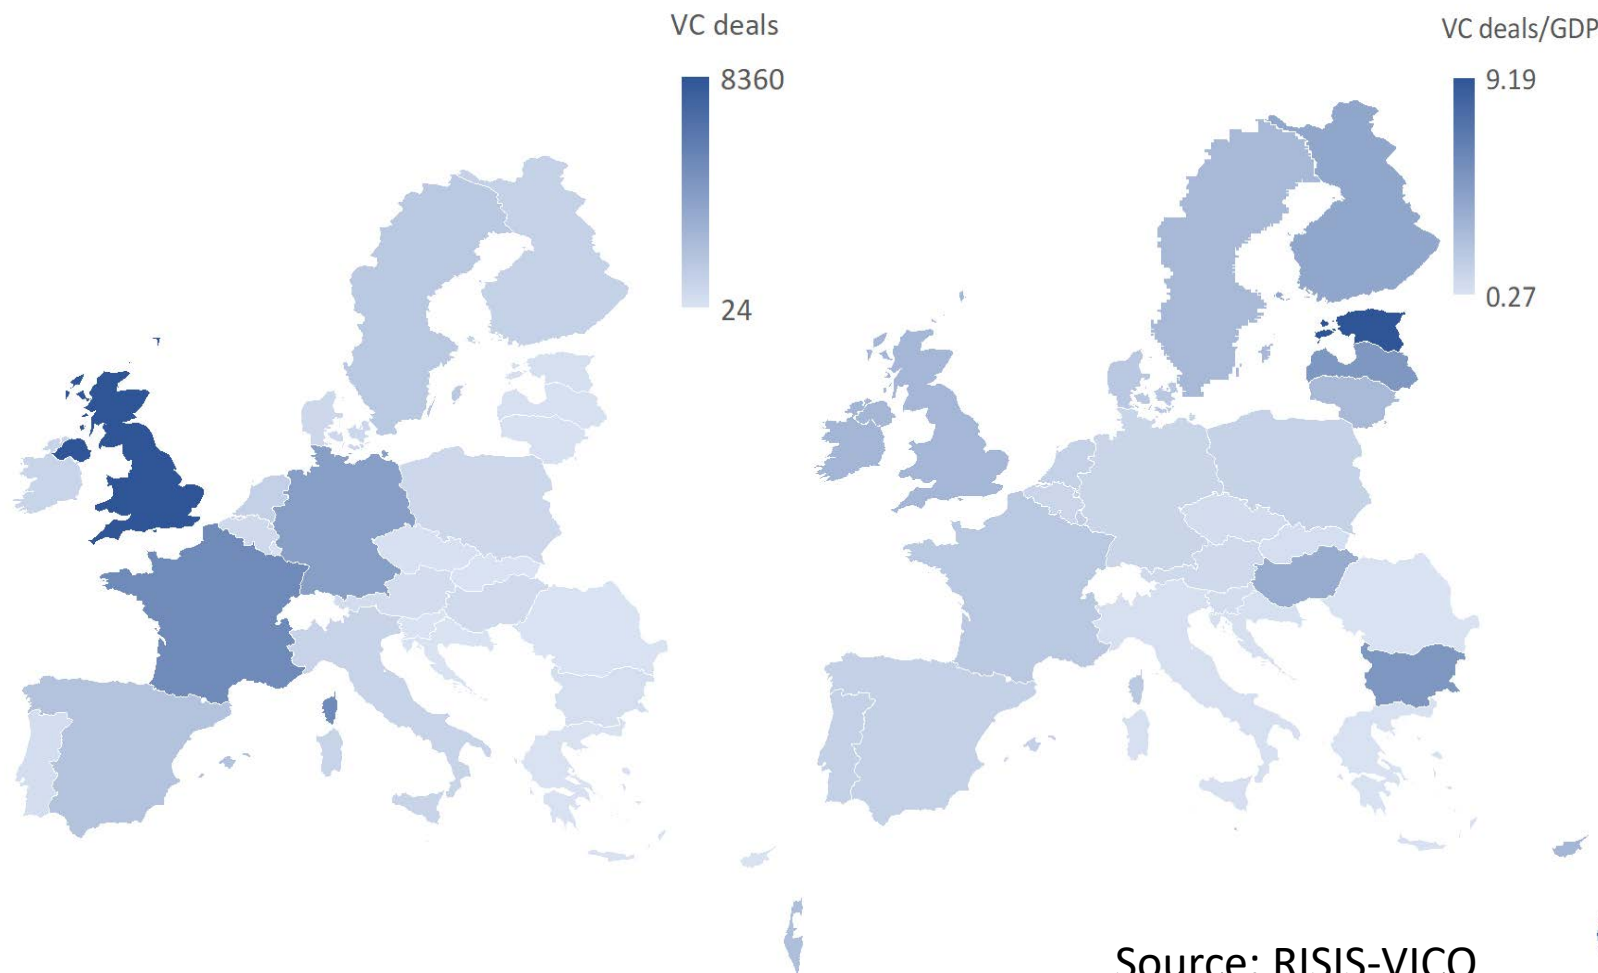 VC deals
8360
24
VC deals/GDP
9.19
0.27
Source: RISIS-VICO